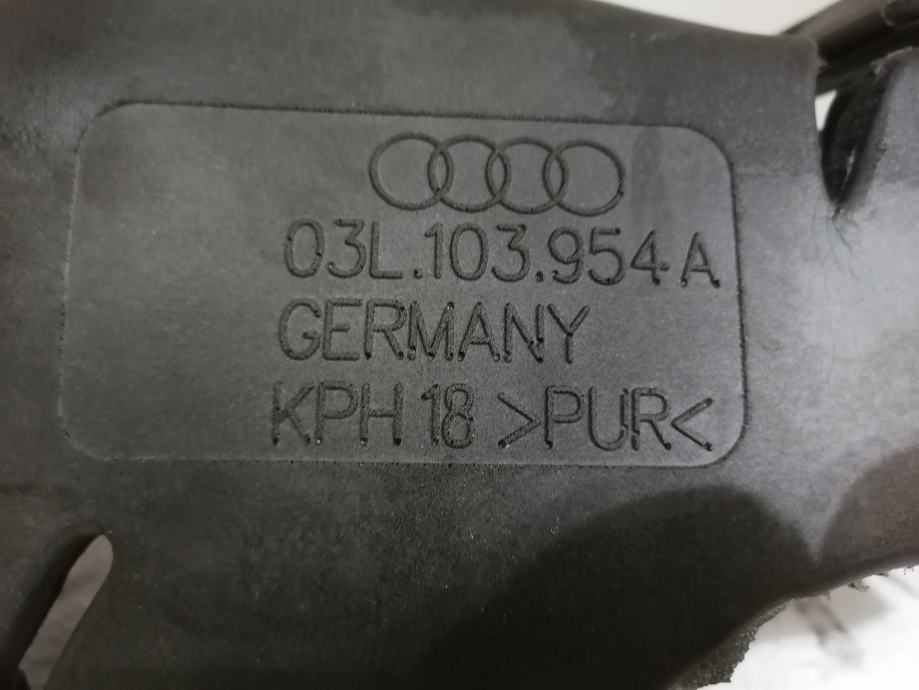 03L.103.954 A
GERMANY
KPH 18 >PUR<